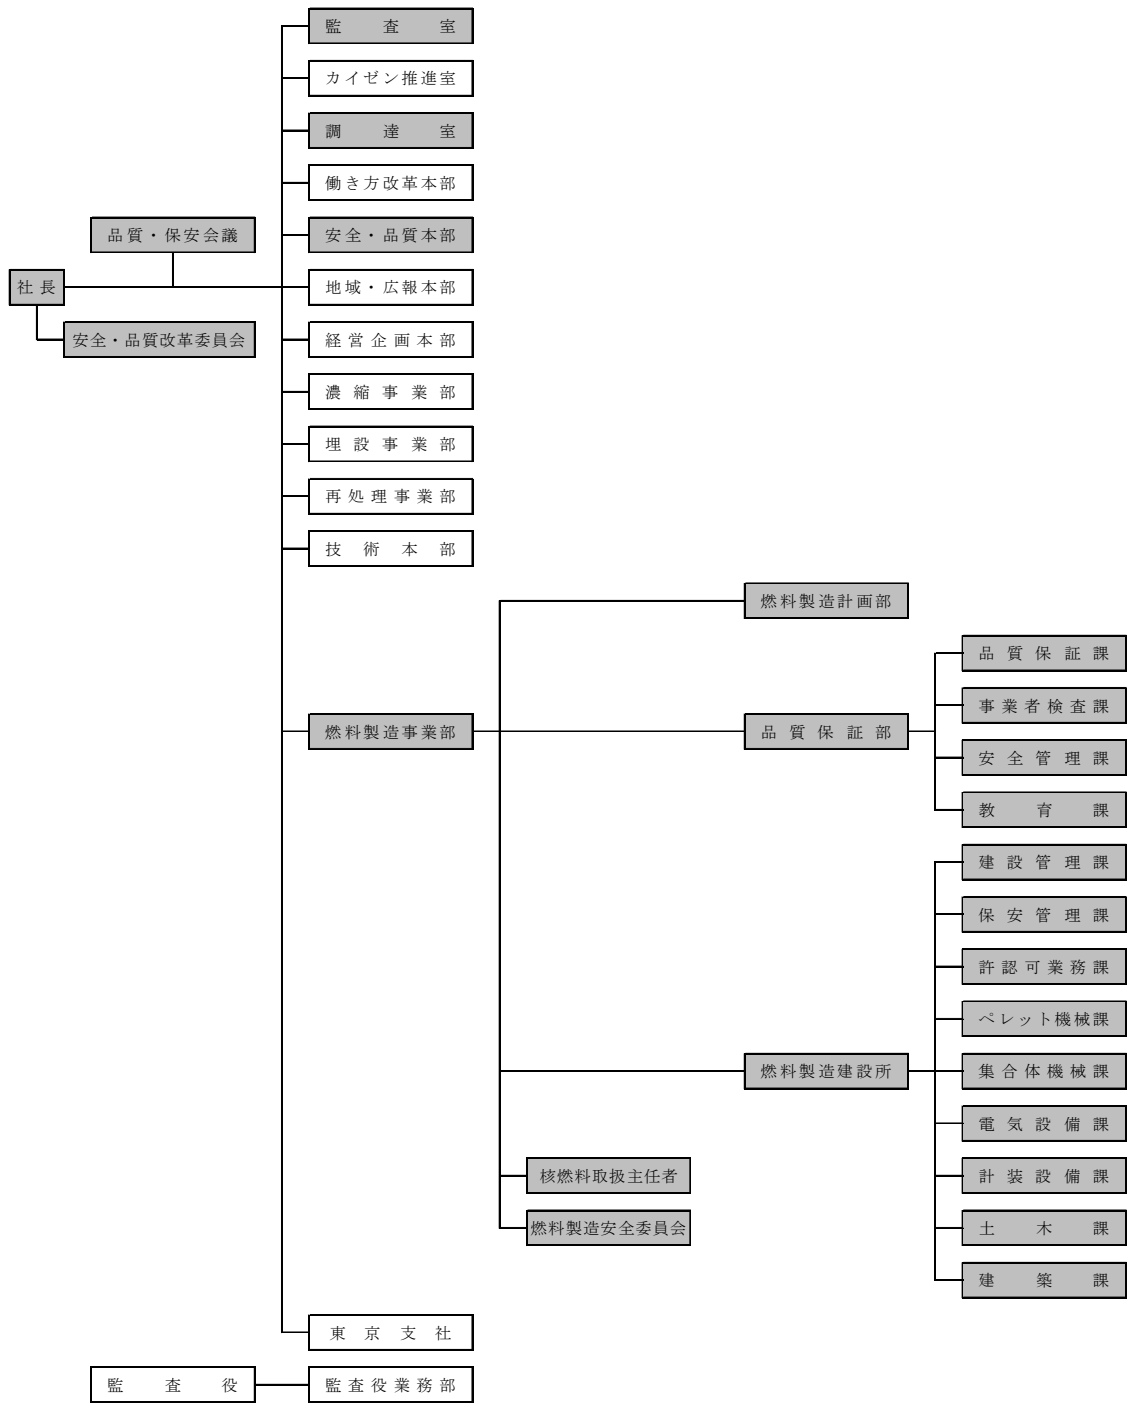 監査室
カイゼン推進室
調達室
働き方改革本部
品質・保安会議
安全・品質本部
社長
地域・広報本部
安全・品質改革委員会
経営企画本部
濃縮事業部
埋設事業部
再処理事業部
技術本部
燃料製造計画部
品質保証課
事業者検査課
燃料製造事業部
品質保証部
安全管理課
教育課
建設管理課
保安管理課
許認可業務課
ペレット機械課
燃料製造建設所
集合体機械課
電気設備課
核燃料取扱主任者
計装設備課
燃料製造安全委員会
土木課
建築課
東京支社
監査役
監査役業務部